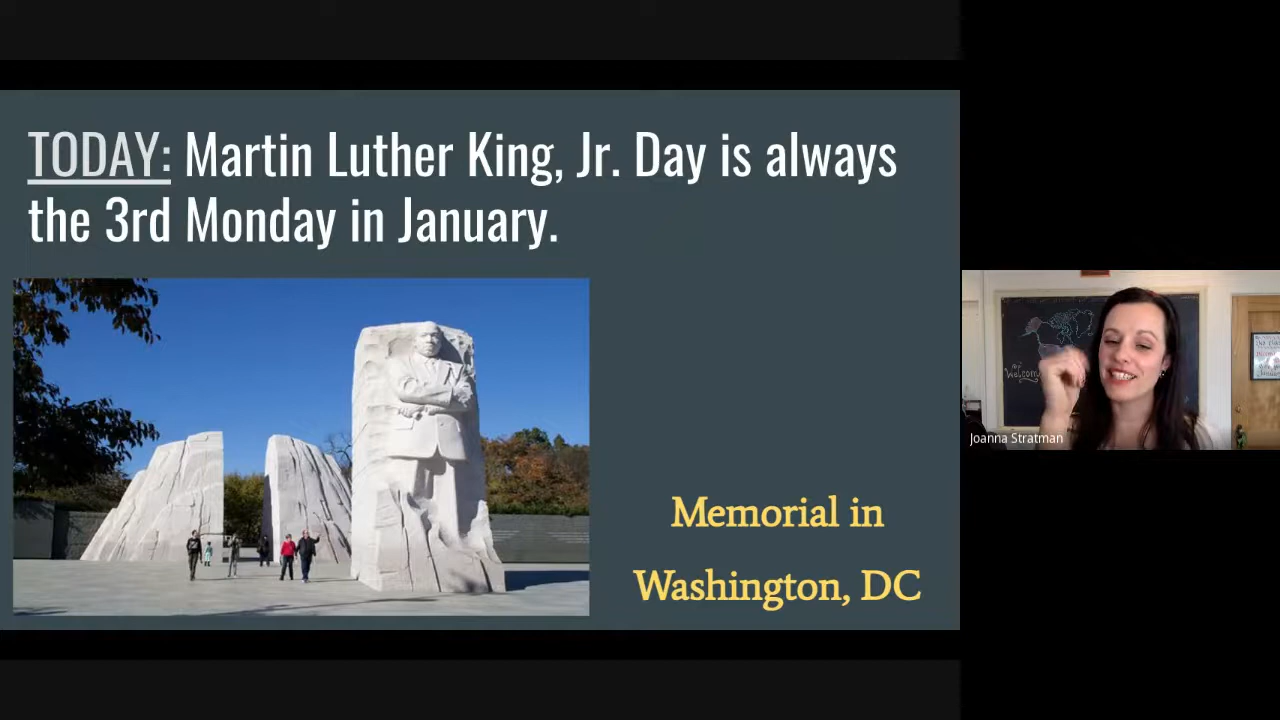 TODAY: Martin Luther King, Jr. Day is always
the 3rd Monday in January.
Memorial in
Washington, DC
Welcome
Joanna Stratman